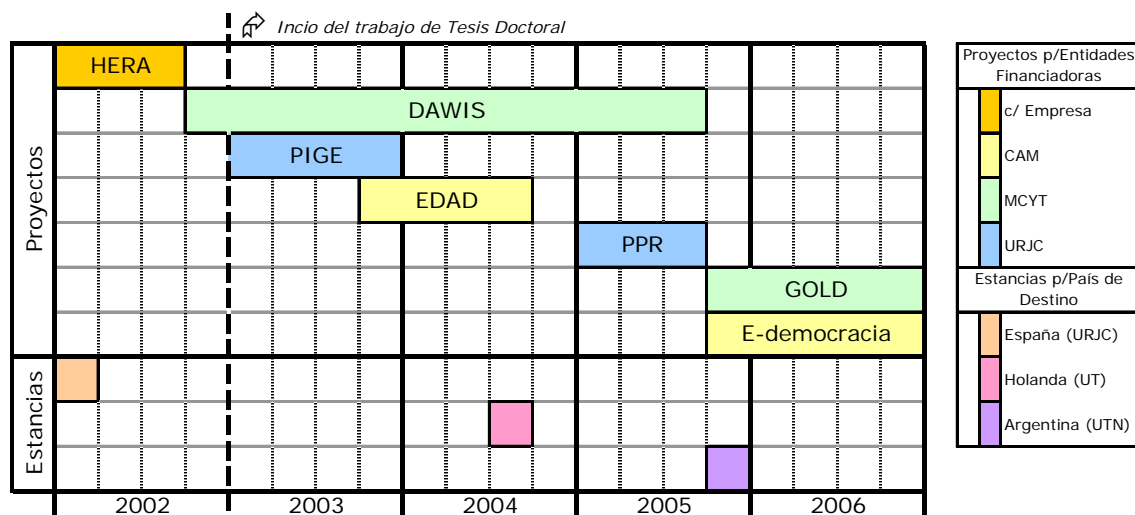 Incio del trabajo de Tesis Doctoral
Proyectos
HERA
DAWIS
PIGE
EDAD
PPR
GOLD
E-democracia
Estancias
2002
2003
2004
2005
2006
Proyectos p/Entidades
Financiadoras
c/ Empresa
CAM
MCYT
URJC
Estancias p/País de
Destino
España (URJC)
Holanda (UT)
Argentina (UTN)